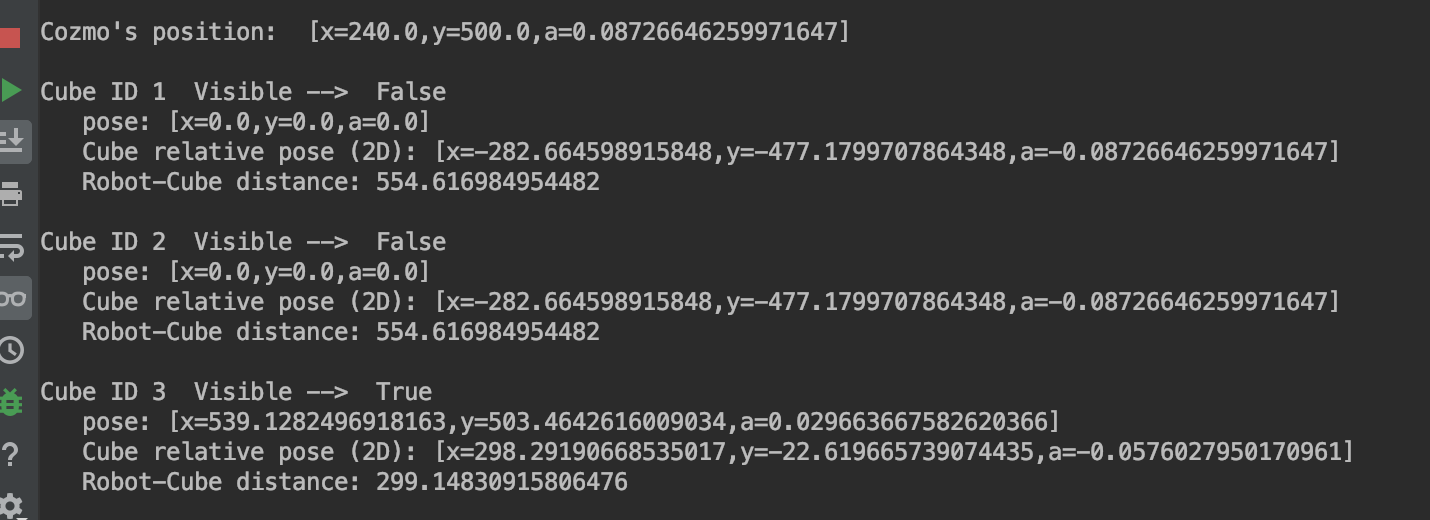 Cozmo's position:  [x=240.0,y=500.0,a=0.08726646259971647]
Cube ID 1  Visible -->  False
pose: [x=0.0,y=0.0,a=0.0]
Cube relative pose (2D): [x=-282.664598915848,y=-477.1799707864348,a=-0.08726646259971647]
Robot-Cube distance: 554.616984954482
Cube ID 2  Visible -->  False
pose: [x=0.0,y=0.0,a=0.0]
Cube relative pose (2D): [x=-282.664598915848,y=-477.1799707864348,a=-0.08726646259971647]
Robot-Cube distance: 554.616984954482
Cube ID 3  Visible -->  True
pose: [x=539.1282496918163,y=503.4642616009034,a=0.029663667582620366]
Cube relative pose (2D): [x=298.29190668535017,y=-22.619665739074435,a=-0.0576027950170961]
Robot-Cube distance: 299.14830915806476